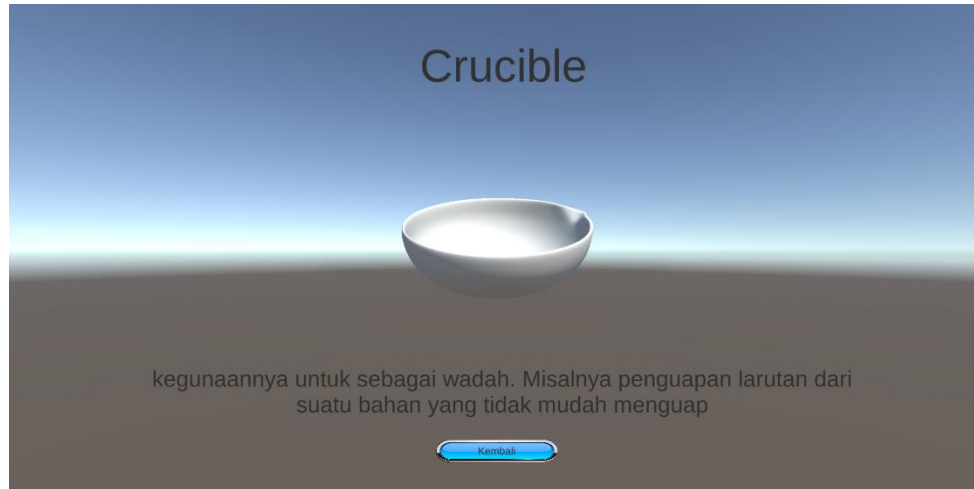 Crucible
kegunaannya untuk sebagai wadah. Misalnya penguapan larutan dari
suatu bahan yang tidak mudah menguap
Kembali